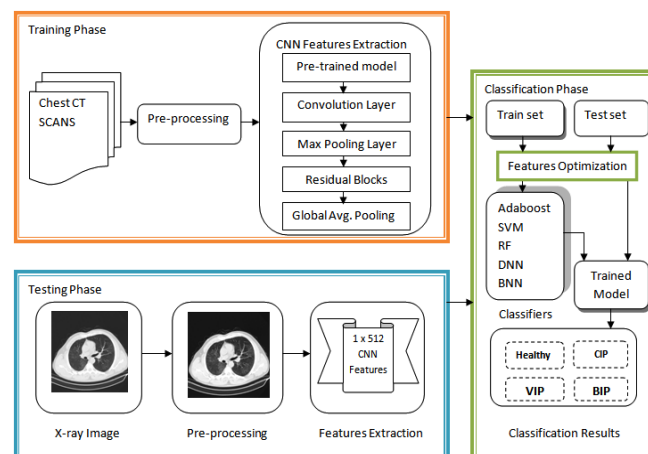 Training Phase
Chest CT
SCANS
Pre-processing
CNN Features Extraction
Pre-trained model
Convolution Layer
Max Pooling Layer
Residual Blocks
Global Avg. Pooling
Testing Phase
1 x 512
CNN
Features
X-ray Image
Pre-processing
Features Extraction
Classification Phase
Train set
Test set
Features Optimization
Adaboost
SVM
RF
DNN
BNN
Classifiers
Trained
Model
Healthy
CIP
VIP
BIP
Classification Results